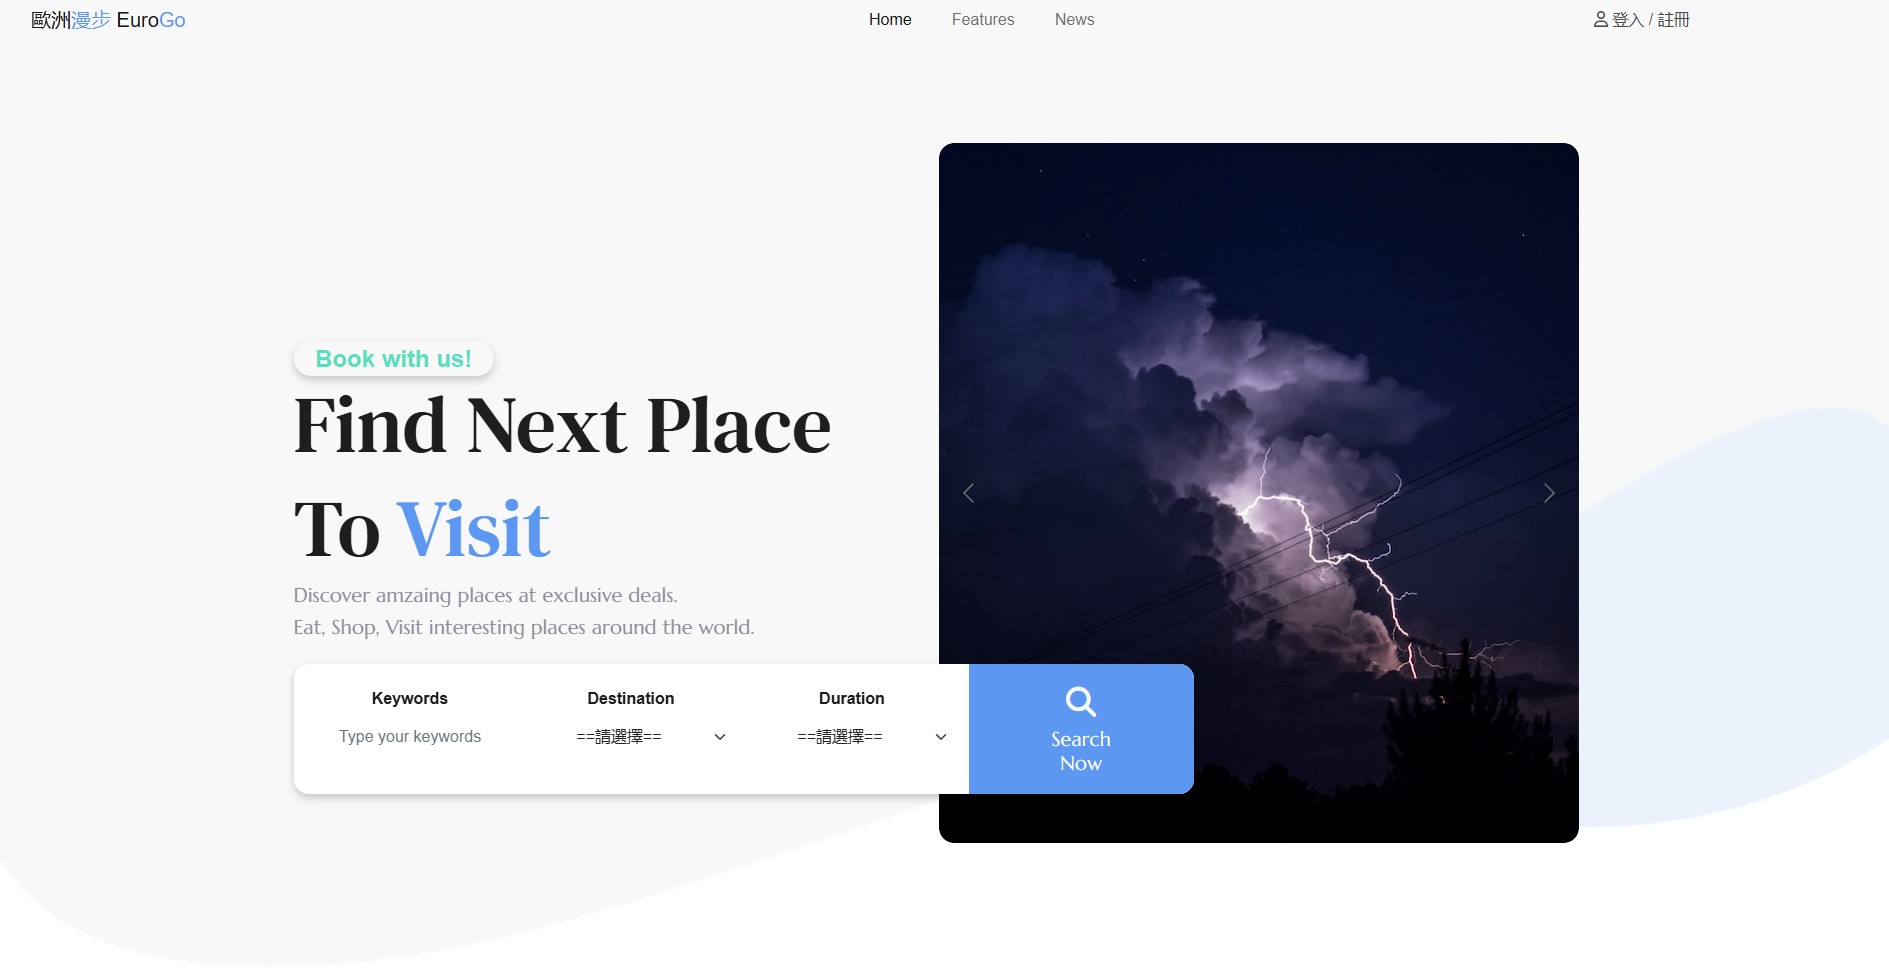 歐洲漫步 EuroGo
Home
Features
News
登入 / 註冊
Book with us!
Find Next Place
To Visit
Discover amzaing places at exclusive deals.
Eat, Shop, Visit interesting places around the world.
Keywords
Type your keywords
Destination
==請選擇==
Duration
==請選擇==
Search
Now